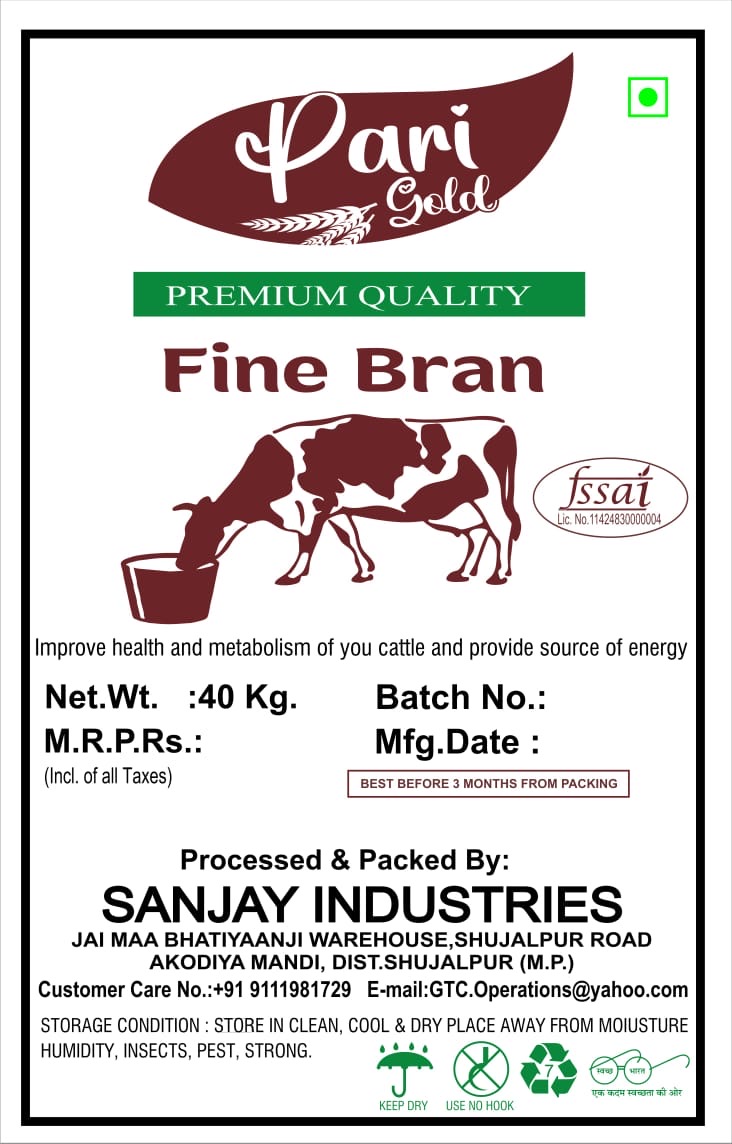 Pari
Gold
PREMIUM QUALITY
Fine Bran
fssai
Lic. No.11424830000004
Improve health and metabolism of you cattle and provide source of energy
Net.Wt. :40 Kg.
Batch No.:
M.R.P.Rs.:
Mfg.Date :
(Incl. of all Taxes)
BEST BEFORE 3 MONTHS FROM PACKING
Processed & Packed By:
SANJAY INDUSTRIES
JAI MAA BHATIYAANJI WAREHOUSE,SHUJALPUR ROAD
AKODIYA MANDI, DIST.SHUJALPUR (M.P.)
Customer Care No.:+91 9111981729 E-mail:GTC.Operations@yahoo.com
STORAGE CONDITION : STORE IN CLEAN, COOL & DRY PLACE AWAY FROM MOIUSTURE
HUMIDITY, INSECTS, PEST, STRONG.
KEEP DRY
USE NO HOOK
7
स्वच्छ भारत
एक कदम स्वच्छता की ओर